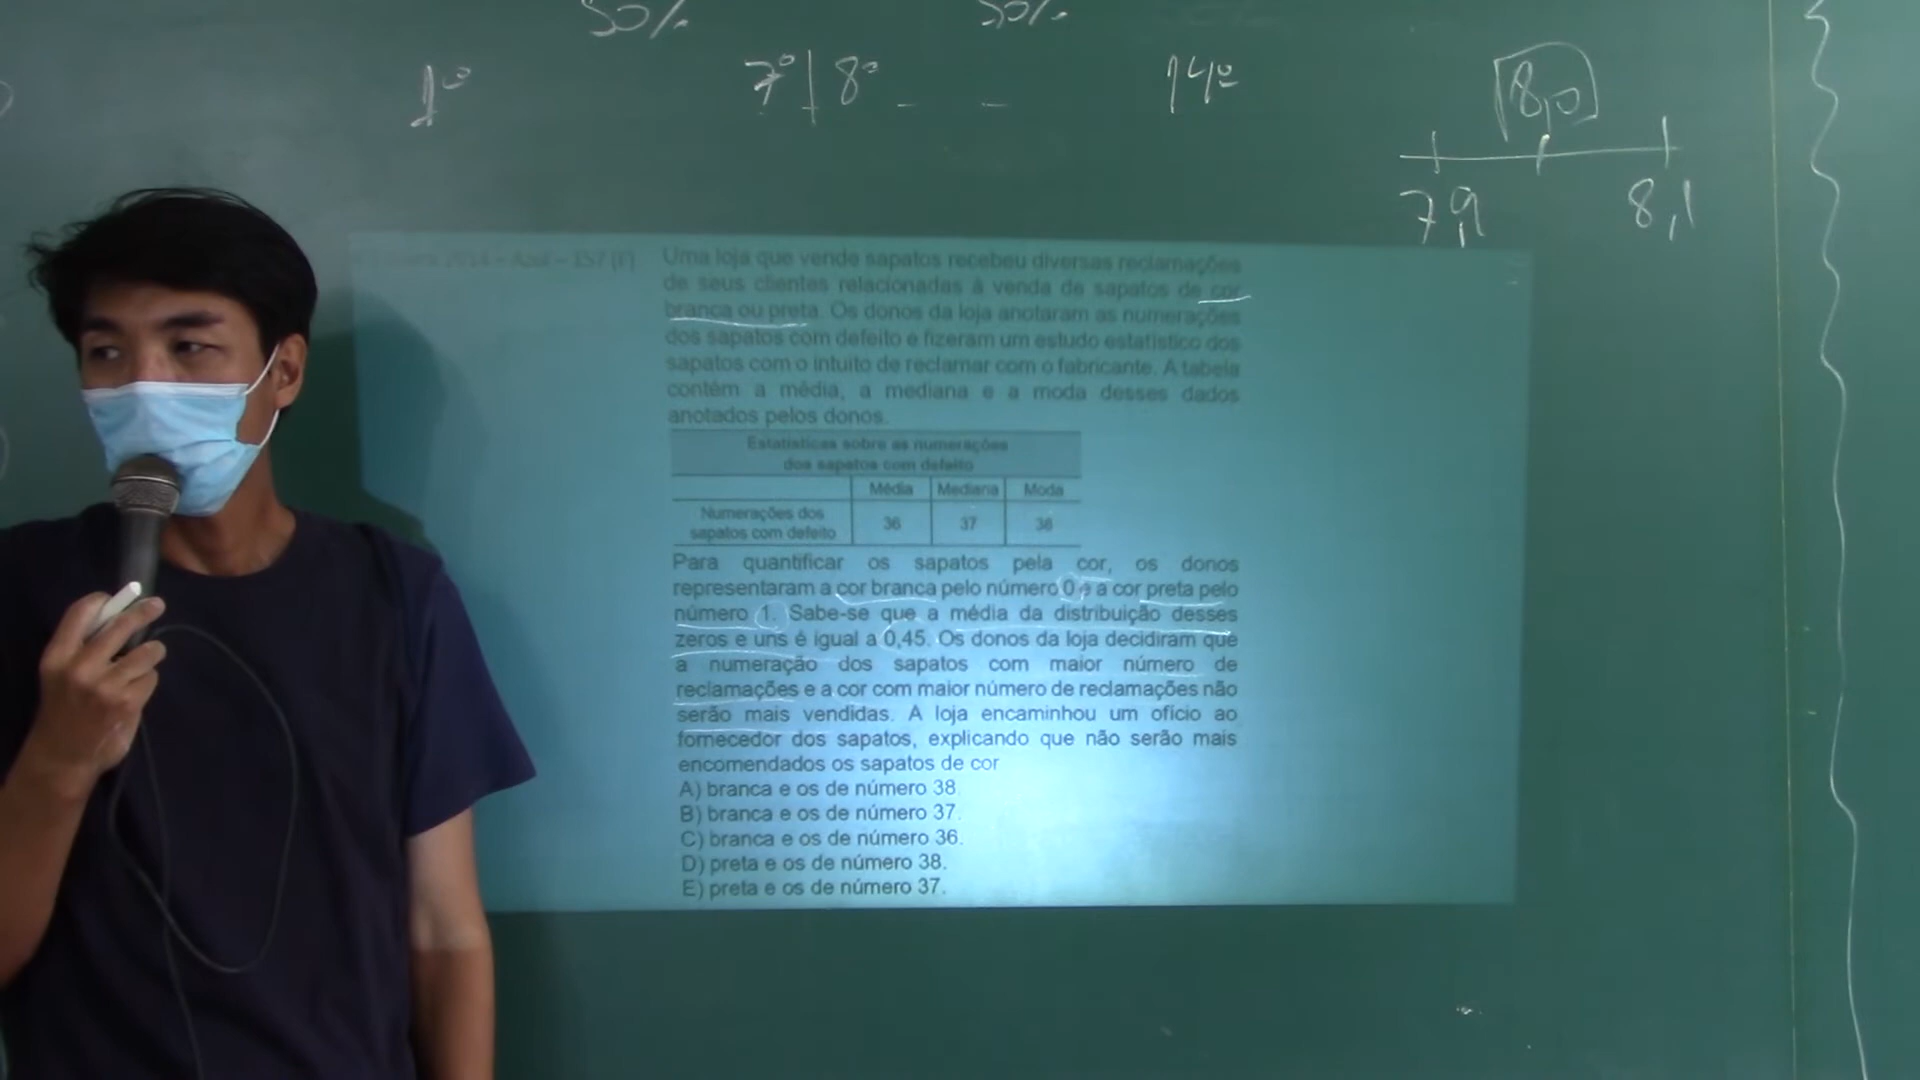 50% 50%
1º 7º | 8º _ _ 14º
8,0
7,9 8,1
2014 - Azul - 157 (E)
Uma loja que vende sapatos recebeu diversas reclamações
de seus clientes relacionadas à venda de sapatos de cor
branca ou preta. Os donos da loja anotaram as numerações
dos sapatos com defeito e fizeram um estudo estatístico dos
sapatos com o intuito de reclamar com o fabricante. A tabela
contém a média, a mediana e a moda desses dados
anotados pelos donos.
Estatísticas sobre as numerações
dos sapatos com defeito
Média Mediana Moda
Numerações dos
sapatos com defeito 36 37 38
Para quantificar os sapatos pela cor, os donos
representaram a cor branca pelo número 0 e a cor preta pelo
número 1. Sabe-se que a média da distribuição desses
zeros e uns é igual a 0,45. Os donos da loja decidiram que
a numeração dos sapatos com maior número de
reclamações e a cor com maior número de reclamações não
serão mais vendidas. A loja encaminhou um ofício ao
fornecedor dos sapatos, explicando que não serão mais
encomendados os sapatos de cor
A) branca e os de número 38.
B) branca e os de número 37.
C) branca e os de número 36.
D) preta e os de número 38.
E) preta e os de número 37.